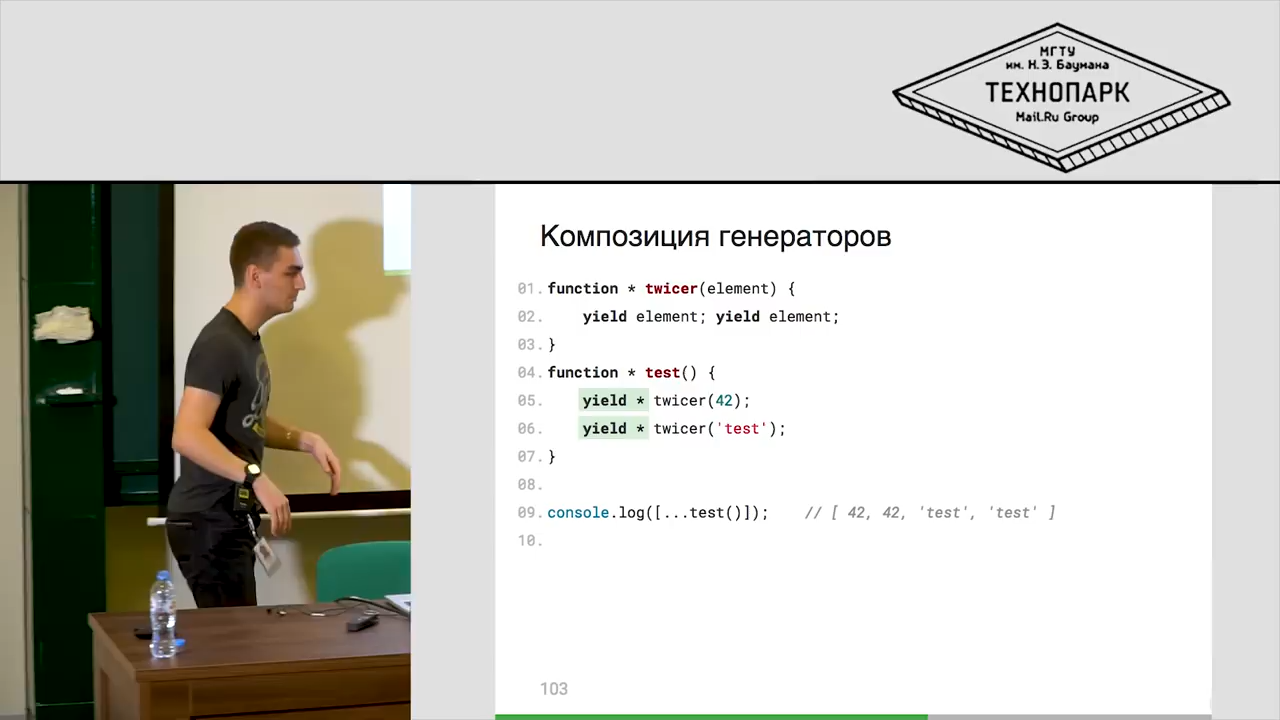 МГТУ
им. Н.Э. Баумана
ТЕХНОПАРК
Mail.Ru Group
Композиция генераторов
01. function * twicer(element) {
02. yield element; yield element;
03. }
04. function * test() {
05. yield * twicer(42);
06. yield * twicer('test');
07. }
08.
09. console.log([...test()]); // [ 42, 42, 'test', 'test' ]
10.
103